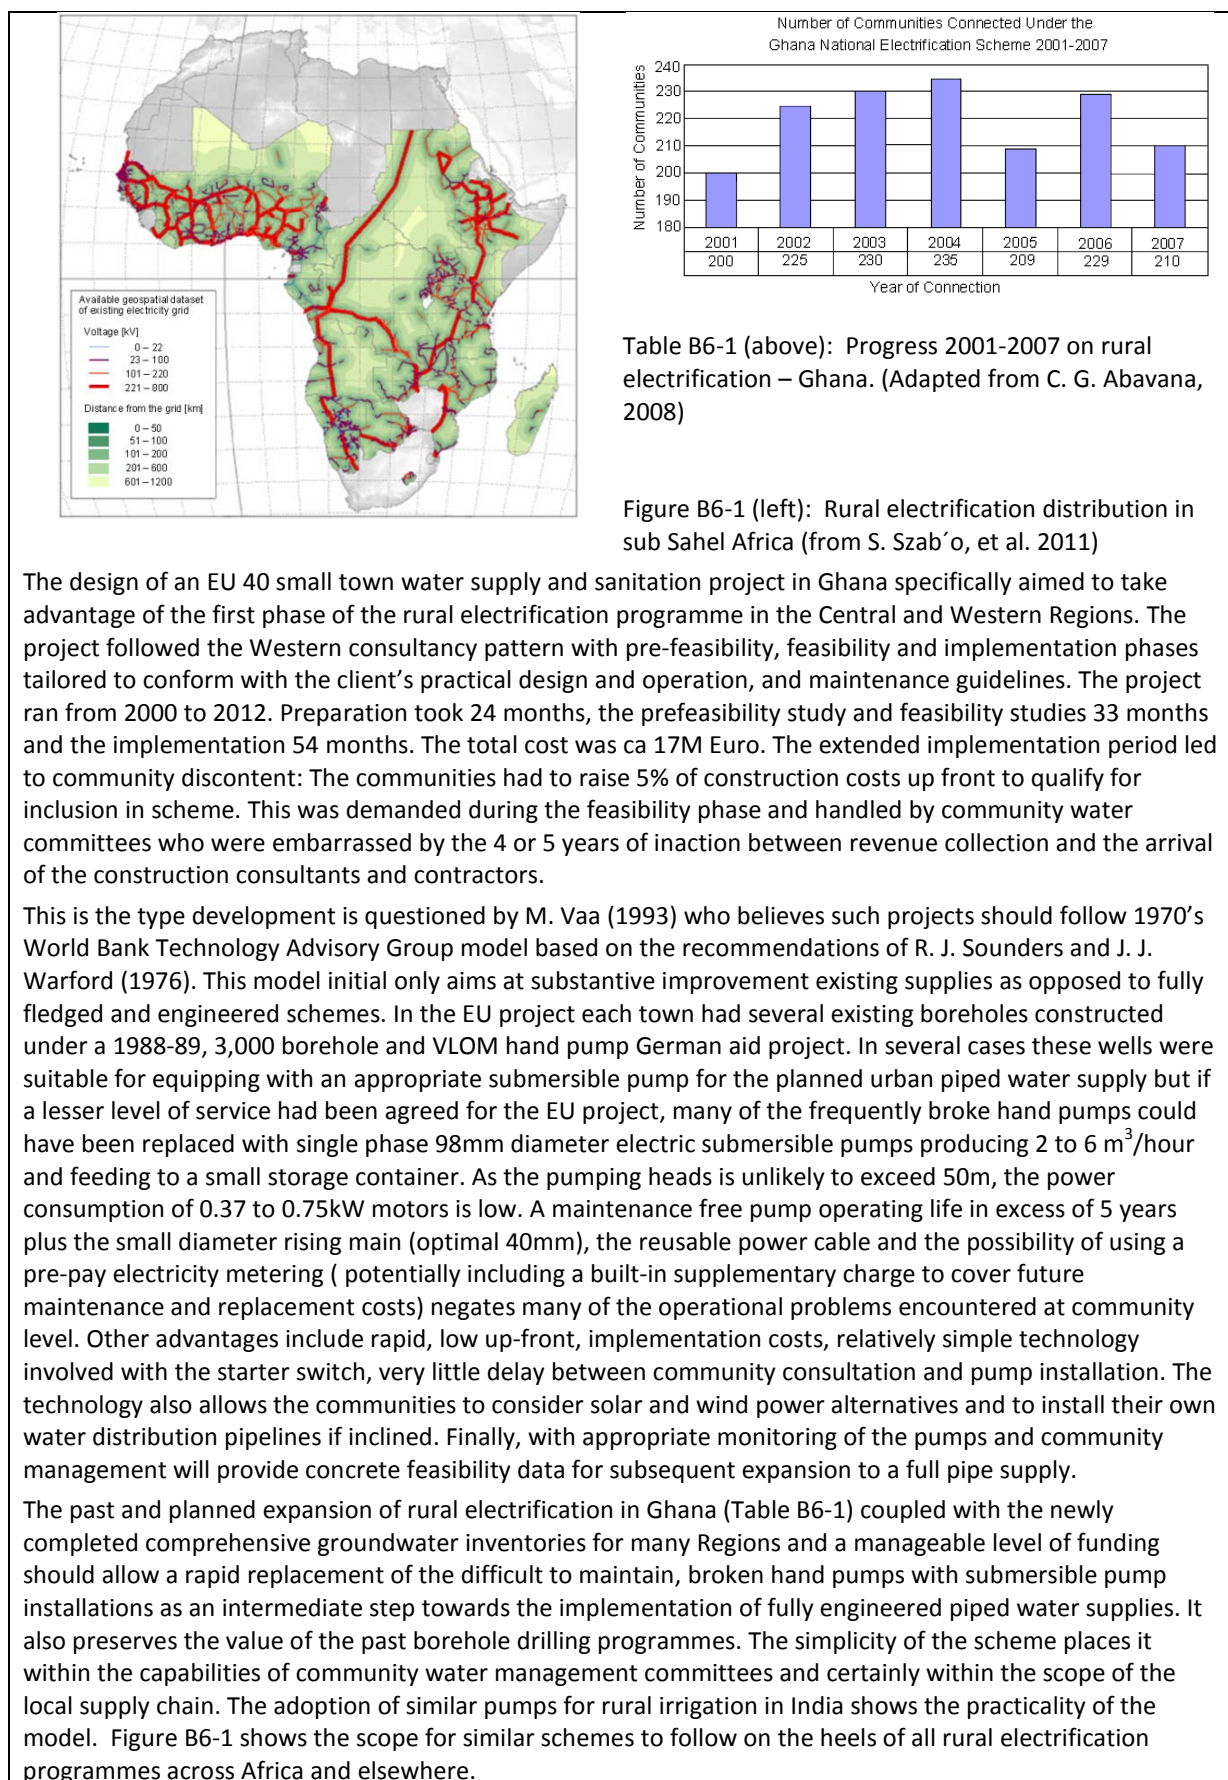 Available geospatial dataset
of existing electricity grid
Voltage [kV]
0 – 22
23 – 100
101 – 220
221 – 800
Distance from the grid [km]
0 – 50
51 – 100
101 – 200
201 – 600
601 – 1200
Number of Communities Connected Under the
Ghana National Electrification Scheme 2001-2007
Number of Communities
240
230
220
210
200
190
180
2001 2002 2003 2004 2005 2006 2007
200 225 230 235 209 229 210
Year of Connection
Table B6-1 (above):  Progress 2001-2007 on rural
electrification – Ghana. (Adapted from C. G. Abavana,
2008)
Figure B6-1 (left):  Rural electrification distribution in
sub Sahel Africa (from S. Szab´o, et al. 2011)
The design of an EU 40 small town water supply and sanitation project in Ghana specifically aimed to take
advantage of the first phase of the rural electrification programme in the Central and Western Regions. The
project followed the Western consultancy pattern with pre-feasibility, feasibility and implementation phases
tailored to conform with the client’s practical design and operation, and maintenance guidelines. The project
ran from 2000 to 2012. Preparation took 24 months, the prefeasibility study and feasibility studies 33 months
and the implementation 54 months. The total cost was ca 17M Euro. The extended implementation period led
to community discontent: The communities had to raise 5% of construction costs up front to qualify for
inclusion in scheme. This was demanded during the feasibility phase and handled by community water
committees who were embarrassed by the 4 or 5 years of inaction between revenue collection and the arrival
of the construction consultants and contractors.
This is the type development is questioned by M. Vaa (1993) who believes such projects should follow 1970’s
World Bank Technology Advisory Group model based on the recommendations of R. J. Sounders and J. J.
Warford (1976). This model initial only aims at substantive improvement existing supplies as opposed to fully
fledged and engineered schemes. In the EU project each town had several existing boreholes constructed
under a 1988-89, 3,000 borehole and VLOM hand pump German aid project. In several cases these wells were
suitable for equipping with an appropriate submersible pump for the planned urban piped water supply but if
a lesser level of service had been agreed for the EU project, many of the frequently broke hand pumps could
have been replaced with single phase 98mm diameter electric submersible pumps producing 2 to 6 m³/hour
and feeding to a small storage container. As the pumping heads is unlikely to exceed 50m, the power
consumption of 0.37 to 0.75kW motors is low. A maintenance free pump operating life in excess of 5 years
plus the small diameter rising main (optimal 40mm), the reusable power cable and the possibility of using a
pre-pay electricity metering ( potentially including a built-in supplementary charge to cover future
maintenance and replacement costs) negates many of the operational problems encountered at community
level. Other advantages include rapid, low up-front, implementation costs, relatively simple technology
involved with the starter switch, very little delay between community consultation and pump installation. The
technology also allows the communities to consider solar and wind power alternatives and to install their own
water distribution pipelines if inclined. Finally, with appropriate monitoring of the pumps and community
management will provide concrete feasibility data for subsequent expansion to a full pipe supply.
The past and planned expansion of rural electrification in Ghana (Table B6-1) coupled with the newly
completed comprehensive groundwater inventories for many Regions and a manageable level of funding
should allow a rapid replacement of the difficult to maintain, broken hand pumps with submersible pump
installations as an intermediate step towards the implementation of fully engineered piped water supplies. It
also preserves the value of the past borehole drilling programmes. The simplicity of the scheme places it
within the capabilities of community water management committees and certainly within the scope of the
local supply chain. The adoption of similar pumps for rural irrigation in India shows the practicality of the
model.  Figure B6-1 shows the scope for similar schemes to follow on the heels of all rural electrification
programmes across Africa and elsewhere.